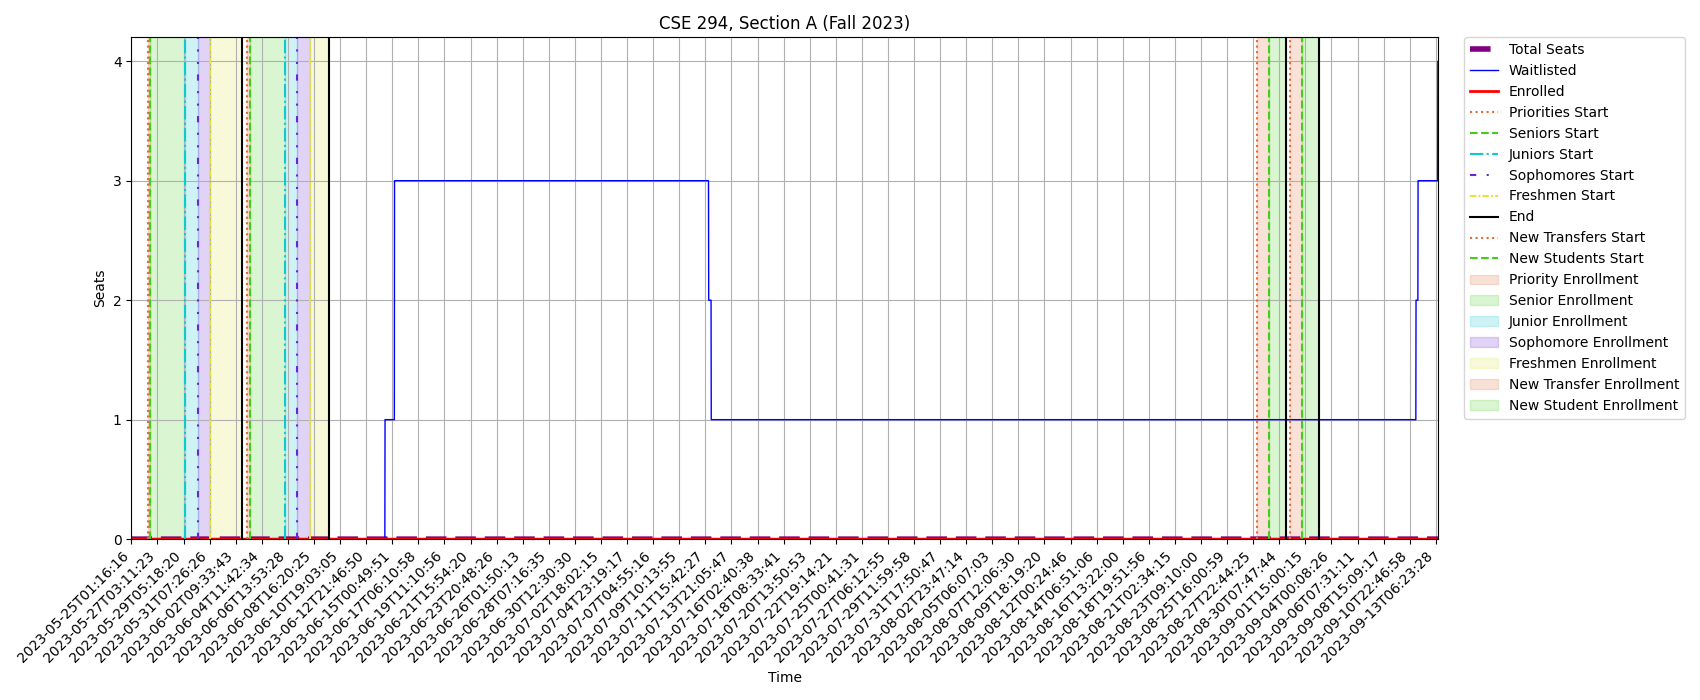 CSE 294, Section A (Fall 2023)
Seats
4
3
2
1
0
2023-05-25T01:16:16
2023-05-27T03:11:23
2023-05-29T05:18:20
2023-05-31T07:26:26
2023-06-02T09:33:43
2023-06-04T11:42:34
2023-06-06T13:53:28
2023-06-08T16:20:25
2023-06-10T19:03:05
2023-06-12T21:46:50
2023-06-15T00:49:51
2023-06-17T06:10:58
2023-06-19T11:10:56
2023-06-21T15:54:20
2023-06-23T20:48:26
2023-06-26T01:50:13
2023-06-28T07:16:35
2023-06-30T12:30:30
2023-07-02T18:02:15
2023-07-04T23:19:17
2023-07-07T04:55:16
2023-07-09T10:13:55
2023-07-11T15:42:27
2023-07-13T21:05:47
2023-07-16T02:40:38
2023-07-18T08:33:41
2023-07-20T13:50:53
2023-07-22T19:14:21
2023-07-25T00:41:31
2023-07-27T06:12:55
2023-07-29T11:59:58
2023-07-31T17:50:47
2023-08-02T23:47:14
2023-08-05T06:07:03
2023-08-07T12:06:30
2023-08-09T18:19:20
2023-08-12T00:24:46
2023-08-14T06:51:06
2023-08-16T13:22:00
2023-08-18T19:51:56
2023-08-21T02:34:15
2023-08-23T09:10:00
2023-08-25T16:00:59
2023-08-27T22:44:25
2023-08-30T07:47:44
2023-09-01T15:00:15
2023-09-04T00:08:26
2023-09-06T07:31:11
2023-09-08T15:09:17
2023-09-10T22:46:58
2023-09-13T06:23:28
Time
Total Seats
Waitlisted
Enrolled
Priorities Start
Seniors Start
Juniors Start
Sophomores Start
Freshmen Start
End
New Transfers Start
New Students Start
Priority Enrollment
Senior Enrollment
Junior Enrollment
Sophomore Enrollment
Freshmen Enrollment
New Transfer Enrollment
New Student Enrollment